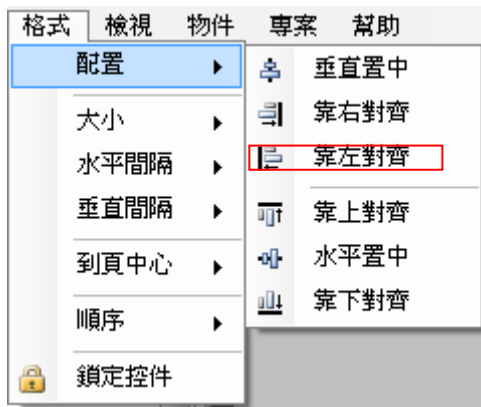 格式 檢視 物件 專案 幫助
配置
大小
水平間隔
垂直間隔
到頁中心
順序
鎖定控件
垂直置中
靠右對齊
靠左對齊
靠上對齊
水平置中
靠下對齊